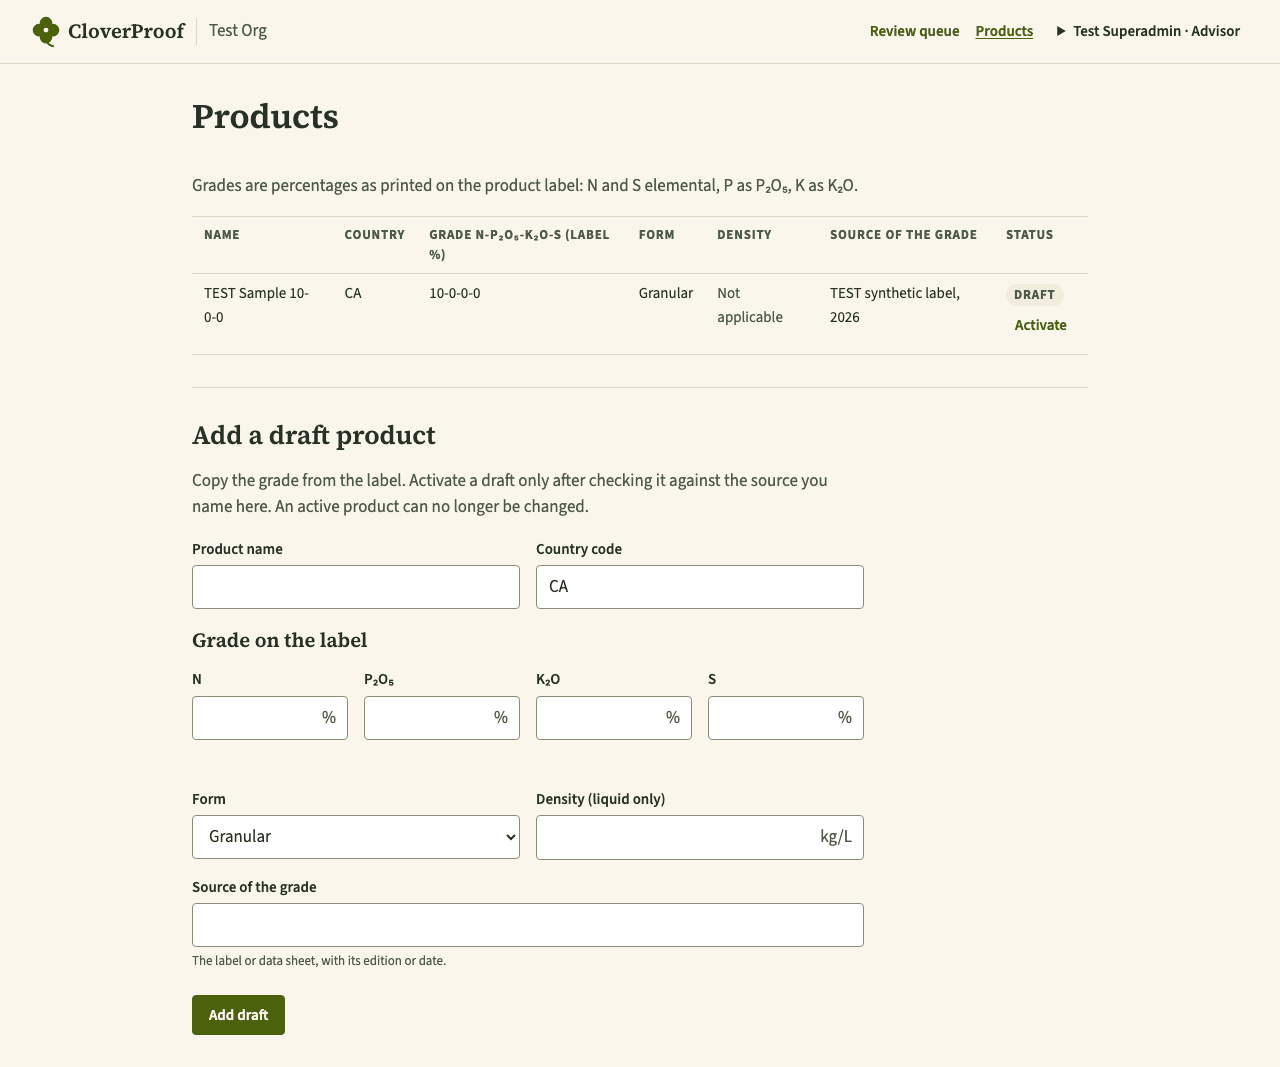 CloverProof
Test Org
Review queue
Products
▶ Test Superadmin · Advisor
Products
Grades are percentages as printed on the product label: N and S elemental, P as P₂O₅, K as K₂O.
NAME COUNTRY GRADE N-P₂O₅-K₂O-S (LABEL FORM DENSITY SOURCE OF THE GRADE STATUS
%)
TEST Sample 10- CA 10-0-0-0 Granular Not TEST synthetic label, DRAFT
0-0 applicable 2026
Activate
Add a draft product
Copy the grade from the label. Activate a draft only after checking it against the source you
name here. An active product can no longer be changed.
Product name Country code
CA
Grade on the label
N P₂O₅ K₂O S
% % % %
Form Density (liquid only)
Granular kg/L
Source of the grade
The label or data sheet, with its edition or date.
Add draft